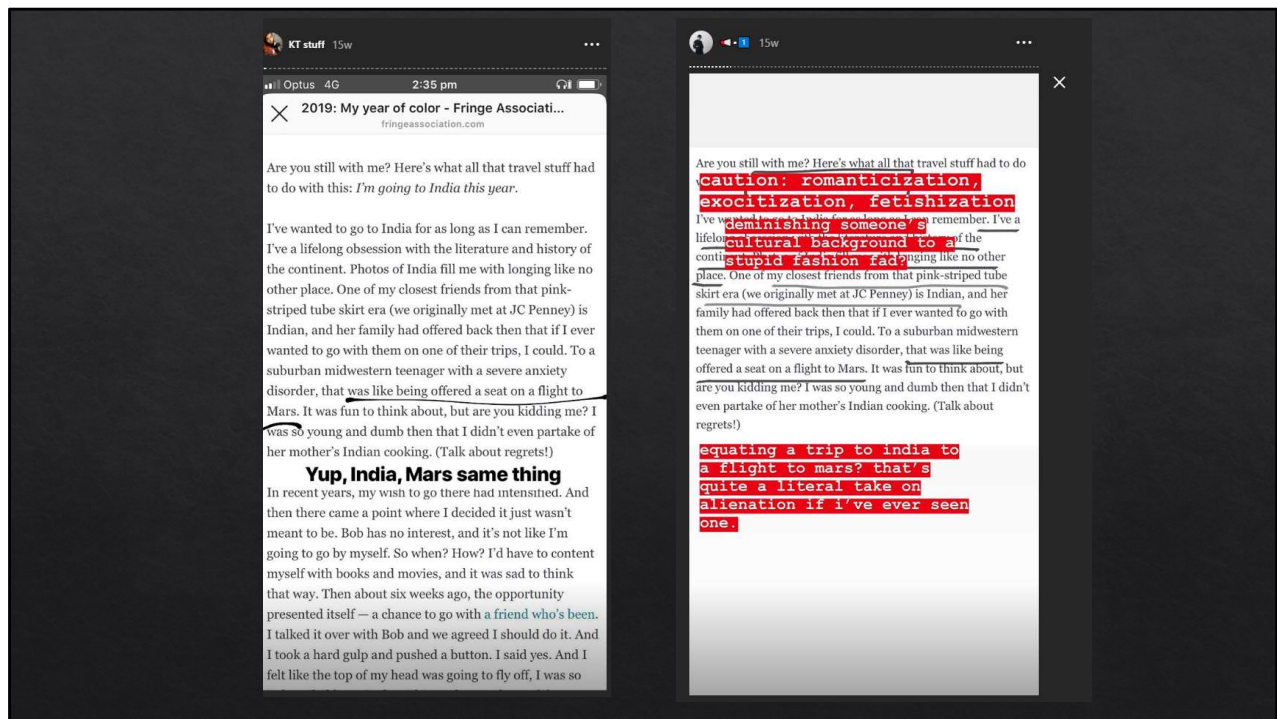 KT stuff 15w
Optus 4G 2:35 pm
2019: My year of color - Fringe Associati...
fringeassociation.com
Are you still with me? Here's what all that travel stuff had
to do with this: I'm going to India this year.
I've wanted to go to India for as long as I can remember.
I've a lifelong obsession with the literature and history of
the continent. Photos of India fill me with longing like no
other place. One of my closest friends from that pink-
striped tube skirt era (we originally met at JC Penney) is
Indian, and her family had offered back then that if I ever
wanted to go with them on one of their trips, I could. To a
suburban midwestern teenager with a severe anxiety
disorder, that was like being offered a seat on a flight to
Mars. It was fun to think about, but are you kidding me? I
was so young and dumb then that I didn't even partake of
her mother's Indian cooking. (Talk about regrets!)
Yup, India, Mars same thing
In recent years, my wish to go there had intensified. And
then there came a point where I decided it just wasn't
meant to be. Bob has no interest, and it's not like I'm
going to go by myself. So when? How? I'd have to content
myself with books and movies, and it was sad to think
that way. Then about six weeks ago, the opportunity
presented itself — a chance to go with a friend who's been.
I talked it over with Bob and we agreed I should do it. And
I took a hard gulp and pushed a button. I said yes. And I
felt like the top of my head was going to fly off, I was so
1 15w
Are you still with me? Here's what all that travel stuff had to do
caution: romanticization,
exocitization, fetishization
I've wanted to go to India for as long as I can remember. I've a
deminishing someone's
cultural background to a
of the
stupid fashion fad?
longing like no other
place. One of my closest friends from that pink-striped tube
skirt era (we originally met at JC Penney) is Indian, and her
family had offered back then that if I ever wanted to go with
them on one of their trips, I could. To a suburban midwestern
teenager with a severe anxiety disorder, that was like being
offered a seat on a flight to Mars. It was fun to think about, but
are you kidding me? I was so young and dumb then that I didn't
even partake of her mother's Indian cooking. (Talk about
regrets!)
equating a trip to india to
a flight to mars? that's
quite a literal take on
alienation if i've ever seen
one.